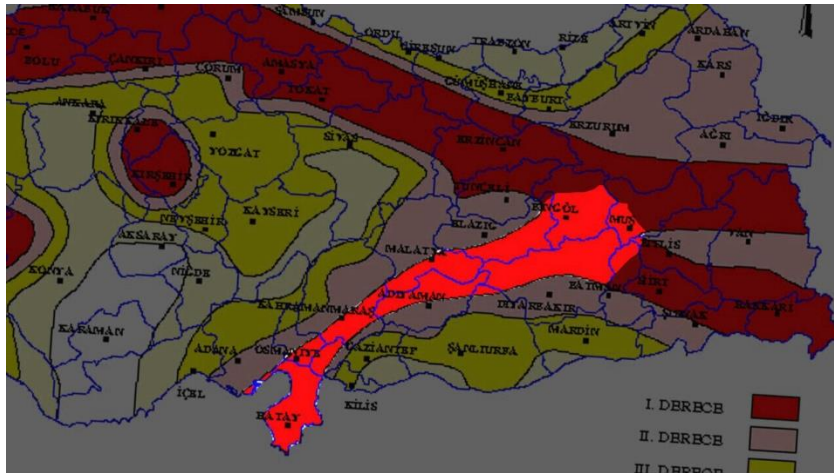 SAMSUN
ORDU
GİRESUN
TRABZON
RİZE
ARTVİN
ARDAHAN
KARS
BOLU
ÇANKIRI
ÇORUM
AMASYA
TOKAT
GÜMÜŞHANE
BAYBURT
ERZURUM
IĞDIR
AĞRI
ANKARA
KIRIKKALE
YOZGAT
SİVAS
ERZİNCAN
KIRŞEHİR
TUNCELİ
BİNGÖL
MUŞ
NEVŞEHİR
KAYSERİ
ELAZIĞ
VAN
AKSARAY
MALATYA
BİTLİS
KONYA
NİĞDE
ADIYAMAN
DİYARBAKIR
BATMAN
SİİRT
KAHRAMANMARAŞ
ŞIRNAK
HAKKARİ
KARAMAN
ADANA
OSMANİYE
GAZİANTEP
ŞANLIURFA
MARDİN
İÇEL
KİLİS
HATAY
I. DERECE
II. DERECE
III. DERECE